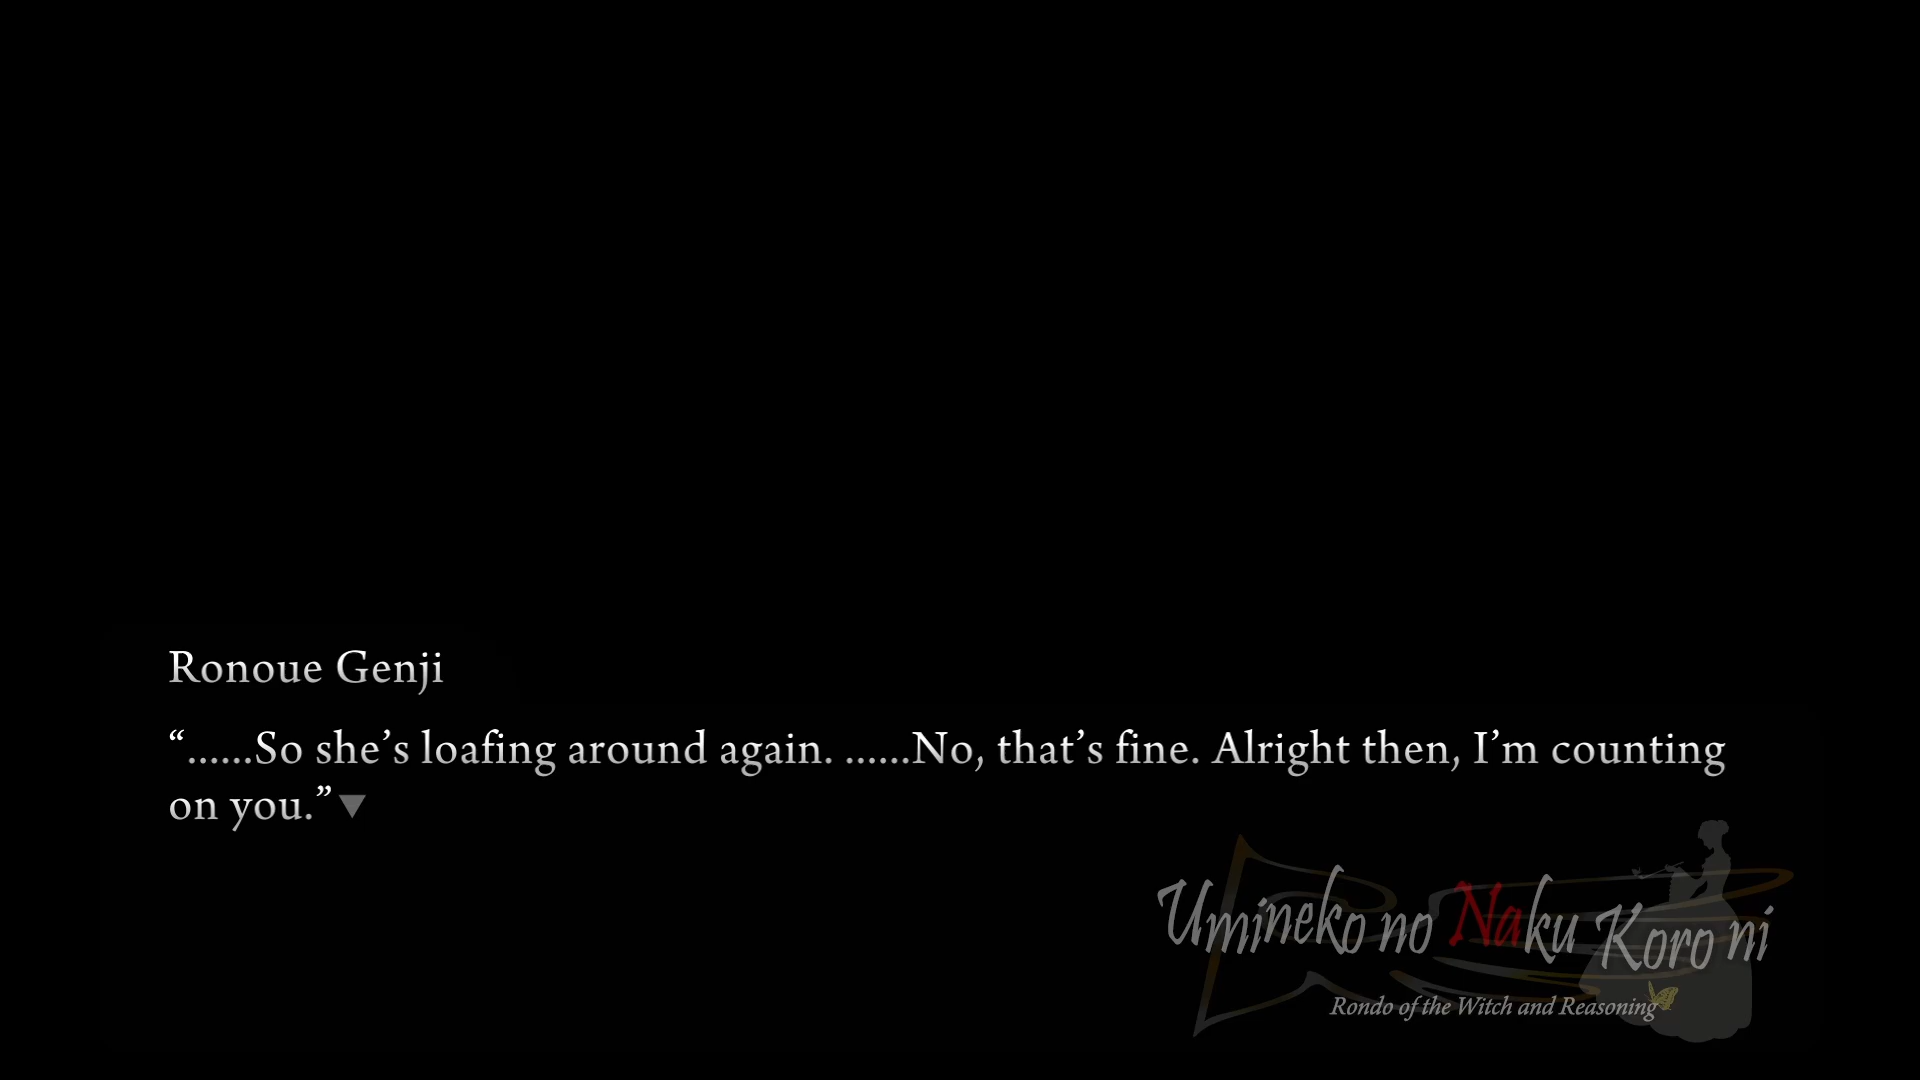 Ronoue Genji
“......So she’s loafing around again. ......No, that’s fine. Alright then, I’m counting
on you.”
Umineko no Naku Koro ni
Rondo of the Witch and Reasoning